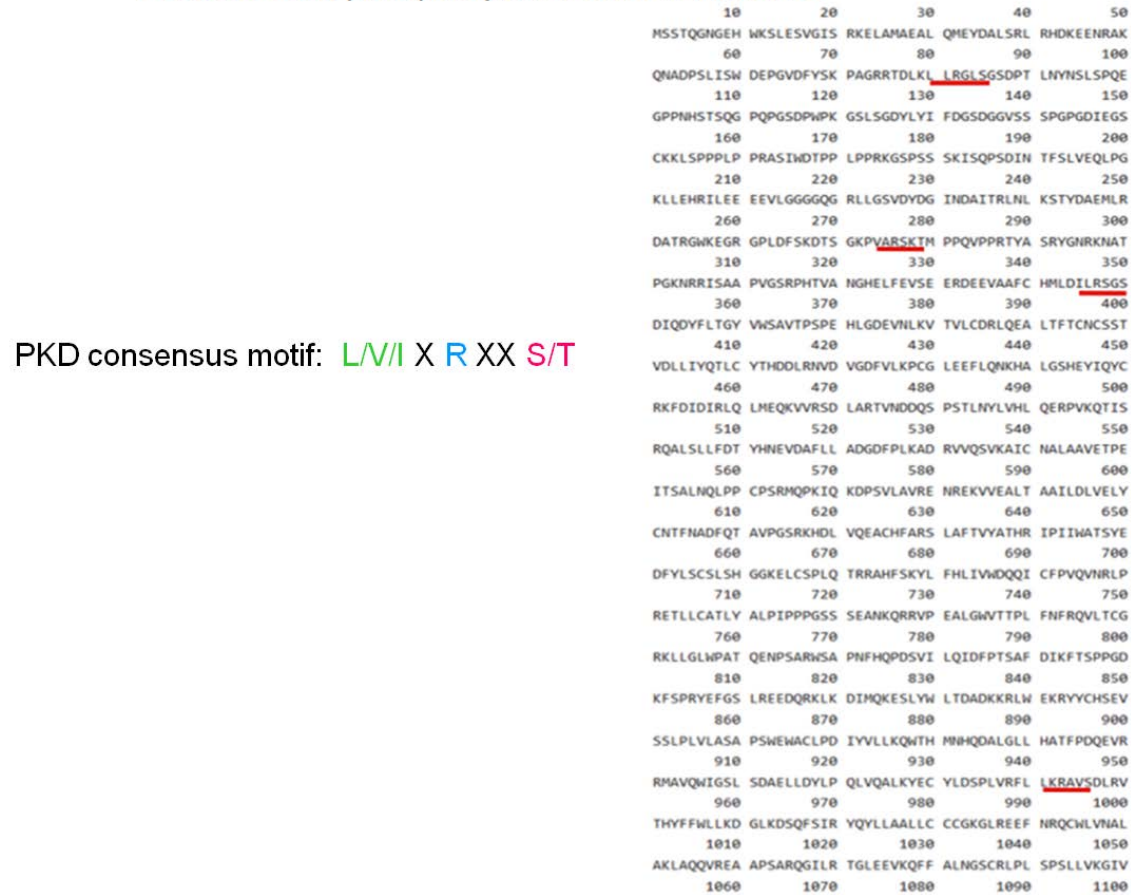 10 20 30 40 50
MSSTQGNGEH WKSLESVGIS RKELAMAEAL QMEYDALSRL RHDKEENRAK
60 70 80 90 100
QNADPSLISW DEPGVDFYSK PAGRRTDLKL LRGLSGSDPT LNYNSLSPQE
110 120 130 140 150
GPPNHSTSQG PQPGSDPWPK GSLSGDYLYI FDGSDGGVSS SPGPGDIEGS
160 170 180 190 200
CKKLSPPPLP PRASIWDTPP LPPRKGSPSS SKISQPSDIN TFSLVEQLPG
210 220 230 240 250
KLLEHRILEE EEVLGGGGQG RLLGSVDYDG INDAITRLNL KSTYDAEMLR
260 270 280 290 300
DATRGWKEGR GPLDFSKDTS GKPVARSKTM PPQVPPRTYA SRYGNRKNAT
310 320 330 340 350
PGKNRRISAA PVGSRPHTVA NGHELFEVSE ERDEEVAAFC HMLDILRSGS
360 370 380 390 400
DIQDYFLTGY VWSAVTPSPE HLGDEVNLKV TVLCDRLQEA LTFTCNCSST
PKD consensus motif: L/V/I X R XX S/T
410 420 430 440 450
VDLLIYQTLC YTHDDLRNVD VGDFVLKPCG LEEFLQNKHA LGSHEYIQYC
460 470 480 490 500
RKFDIDIRLQ LMEQKVVRSD LARTVNDDQS PSTLNYLVHL QERPVKQTIS
510 520 530 540 550
RQALSLLFDT YHNEVDAFLL ADGDFPLKAD RVVQSVKAIC NALAAVETPE
560 570 580 590 600
ITSALNQLPP CPSRMQPKIQ KDPSVLAVRE NREKVVEALT AAILDLVELY
610 620 630 640 650
CNTFNADFQT AVPGSRKHDL VQEACHFARS LAFTVYATHR IPIIWATSYE
660 670 680 690 700
DFYLSCSLSH GGKELCSPLQ TRRAHFSKYL FHLIVWDQQI CFPVQVNRLP
710 720 730 740 750
RETLLCATLY ALPIPPPGSS SEANKQRRVP EALGWVTTPL FNFRQVLTCG
760 770 780 790 800
RKLLGLWPAT QENPSARWSA PNFHQPDSVI LQIDFPTSAF DIKFTSPPGD
810 820 830 840 850
KFSPRYEFGS LREEDQRKLK DIMQKESLYW LTDADKKRLW EKRYYCHSEV
860 870 880 890 900
SSLPLVLASA PSWEWACLPD IYVLLKQWTH MNHQDALGLL HATFPDQEVR
910 920 930 940 950
RMAVQWIGSL SDAELLDYLP QLVQALKYEC YLDSPLVRFL LKRAVSDLRV
960 970 980 990 1000
THYFFWLLKD GLKDSQFSIR YQYLLAALLC CCGKGLREEF NRQCWLVNAL
1010 1020 1030 1040 1050
AKLAQQVREA APSARQGILR TGLEEVKQFF ALNGSCRLPL SPSLLVKGIV
1060 1070 1080 1090 1100